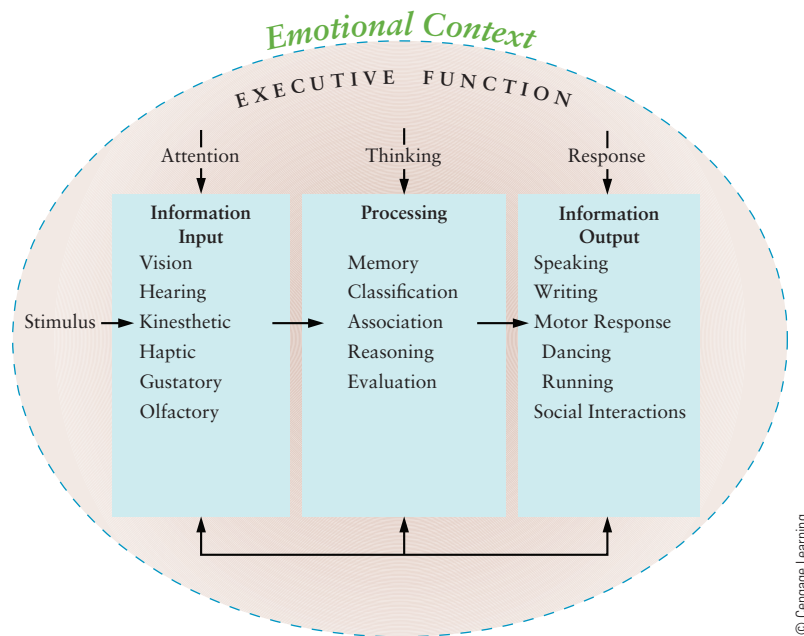 Emotional Context
EXECUTIVE FUNCTION
Attention
Thinking
Response
Information
Input
Vision
Hearing
Kinesthetic
Haptic
Gustatory
Olfactory
Processing
Memory
Classification
Association
Reasoning
Evaluation
Information
Output
Speaking
Writing
Motor Response
Dancing
Running
Social Interactions
Stimulus
© Cengage Learning